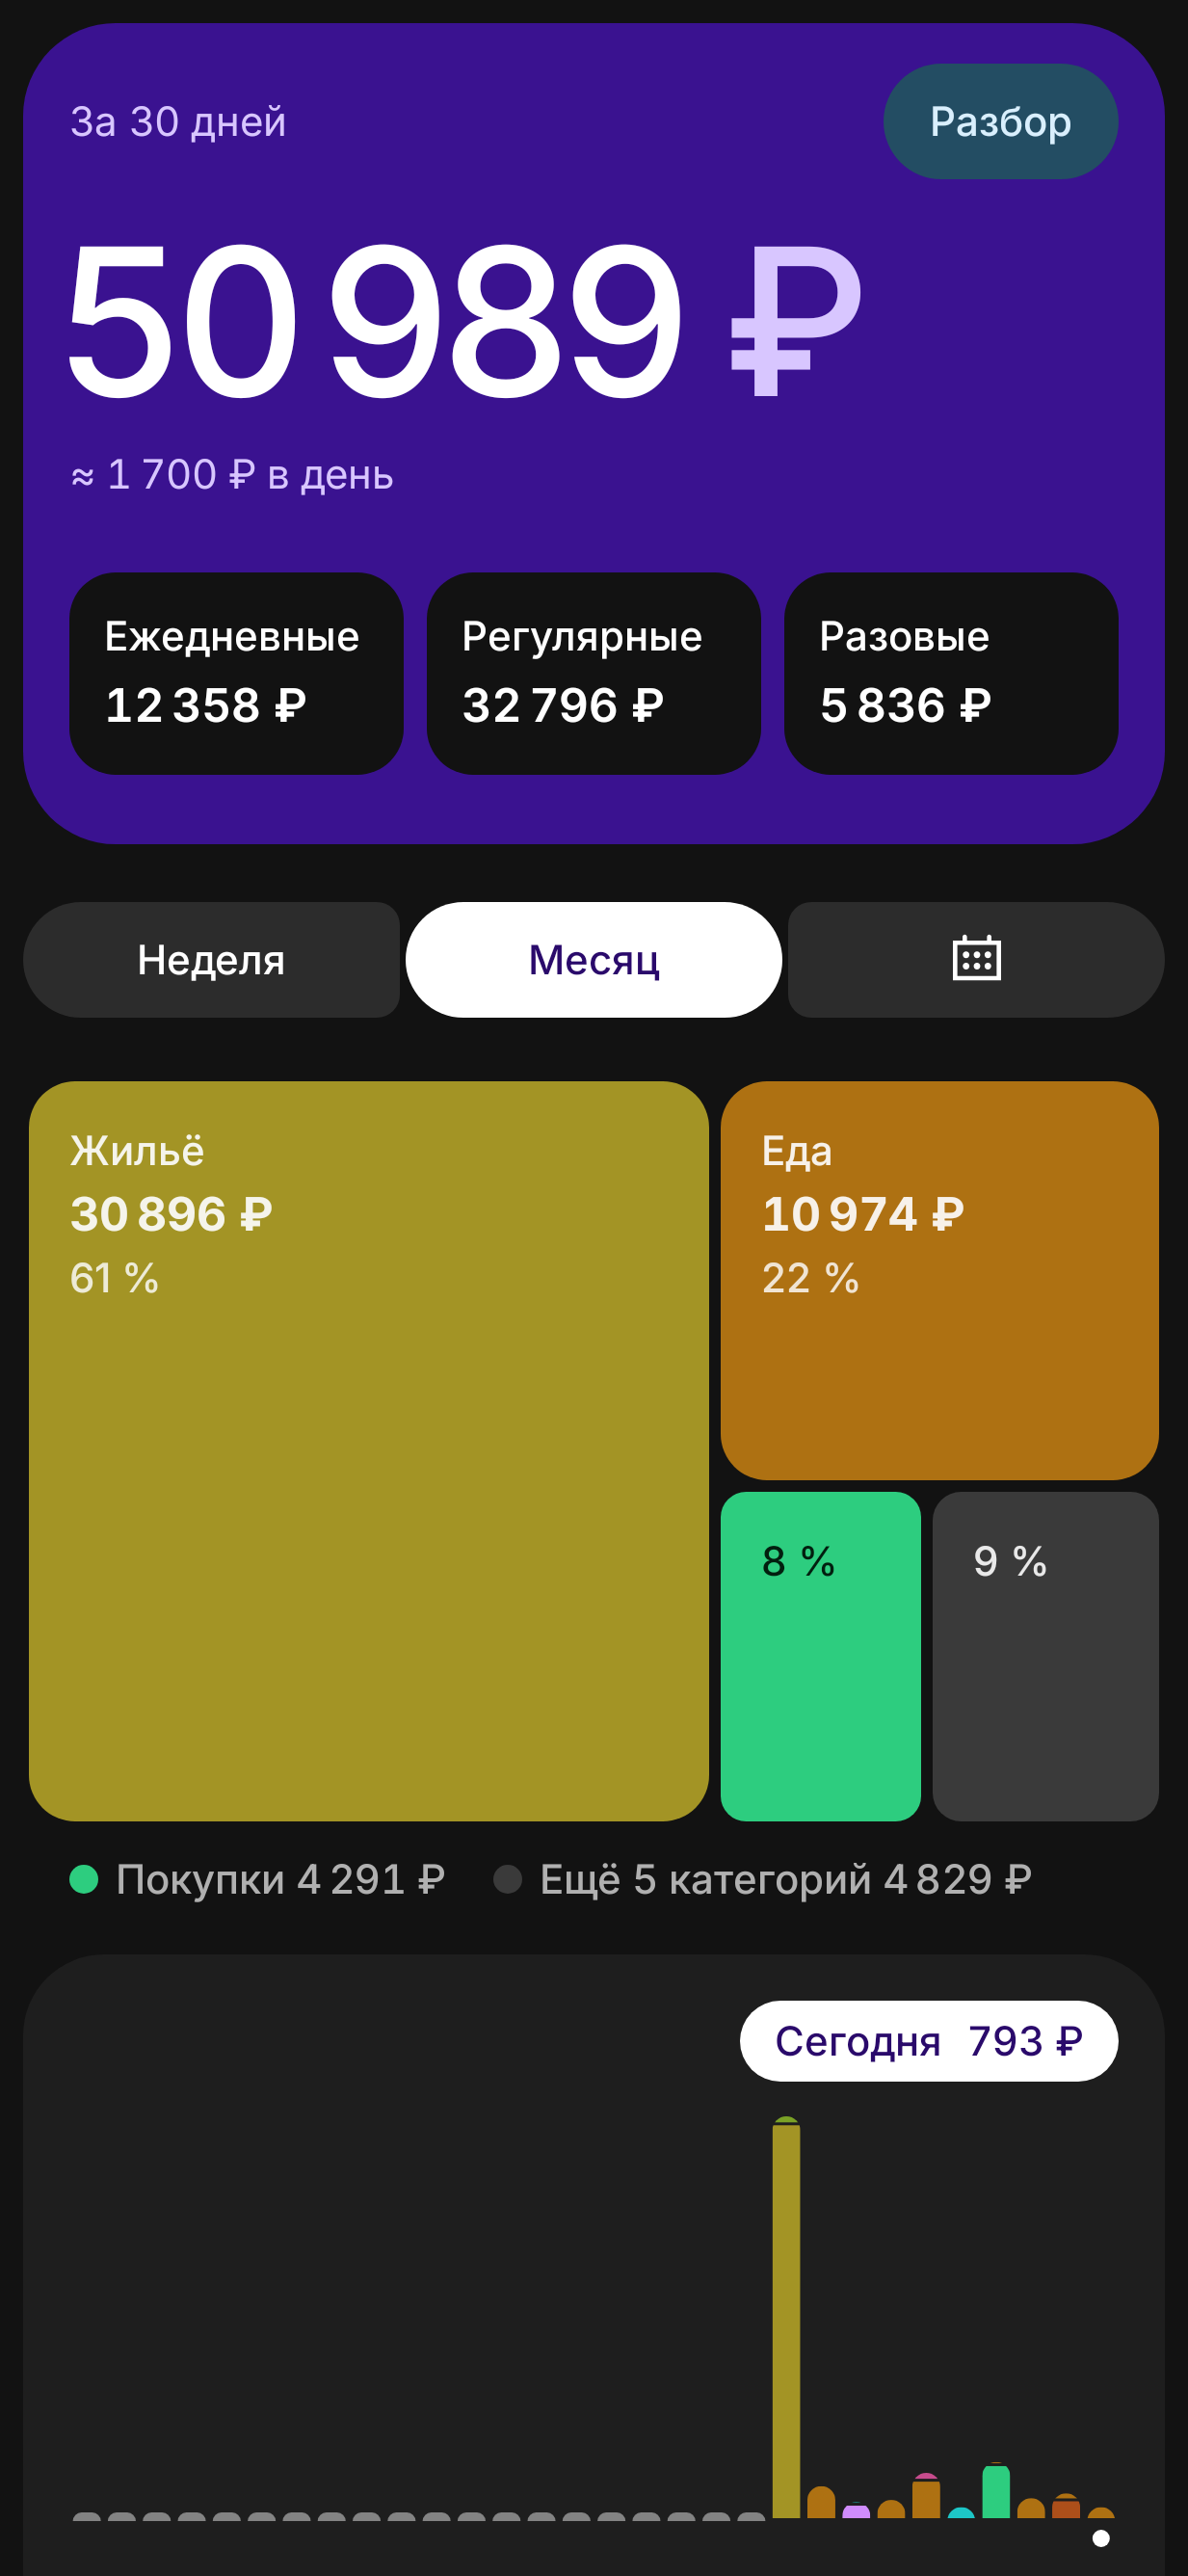 За 30 дней
Разбор
50 989 ₽
≈ 1 700 ₽ в день
Ежедневные
12 358 ₽
Регулярные
32 796 ₽
Разовые
5 836 ₽
Неделя
Месяц
Жильё
30 896 ₽
61 %
Еда
10 974 ₽
22 %
8 %
9 %
Покупки 4 291 ₽
Ещё 5 категорий 4 829 ₽
Сегодня 793 ₽